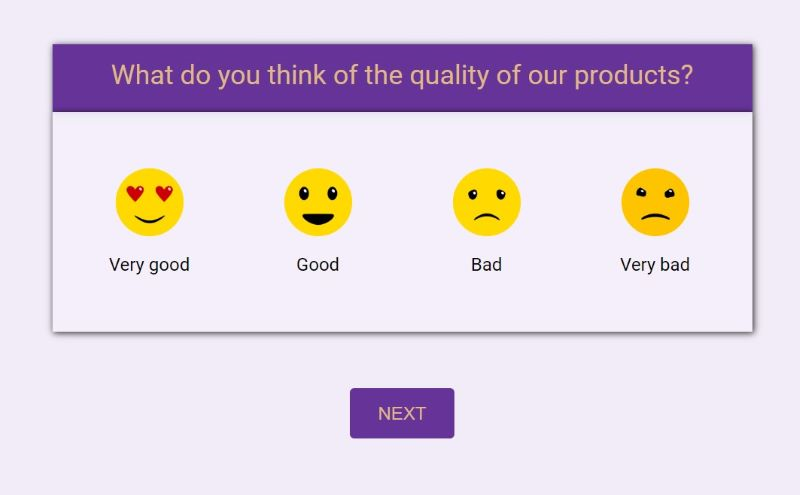 What do you think of the quality of our products?
Very good
Good
Bad
Very bad
NEXT